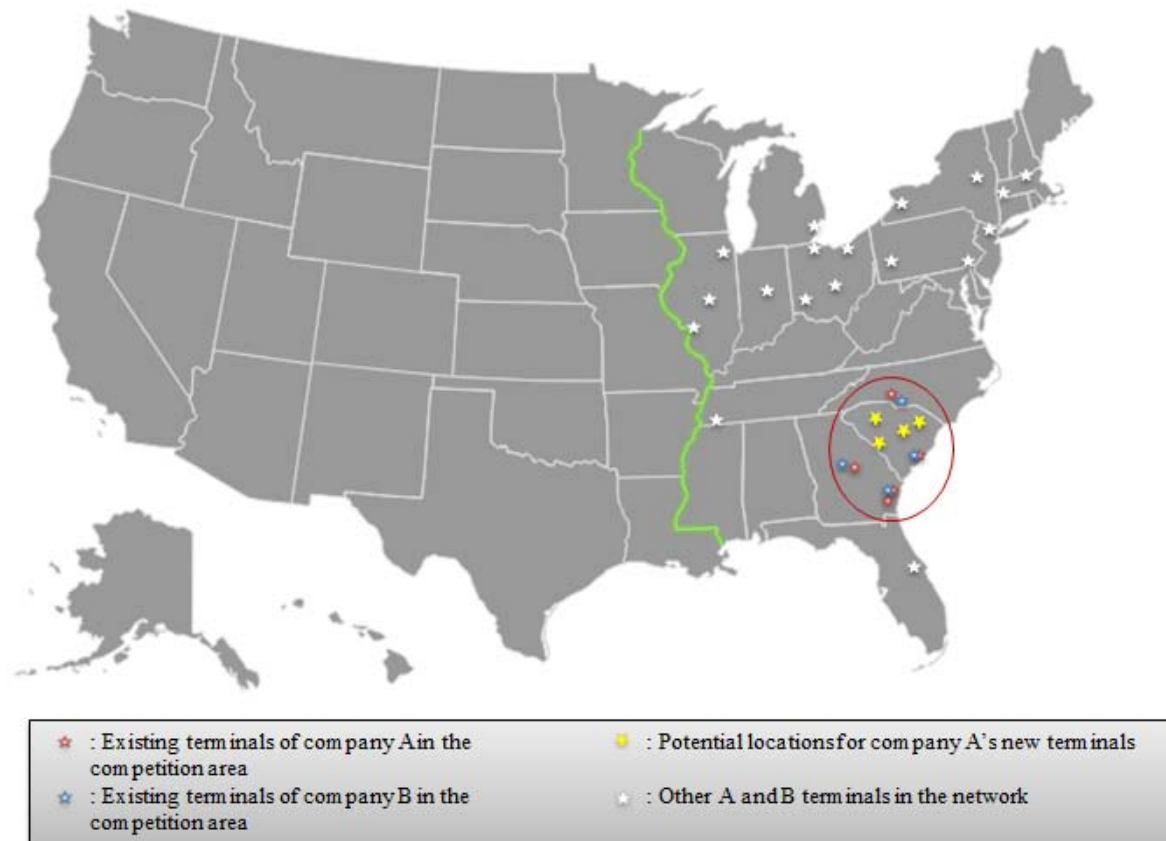 : Existing terminals of company A in the
competition area
: Potential locations for company A's new terminals
: Existing terminals of company B in the
competition area
: Other A and B terminals in the network